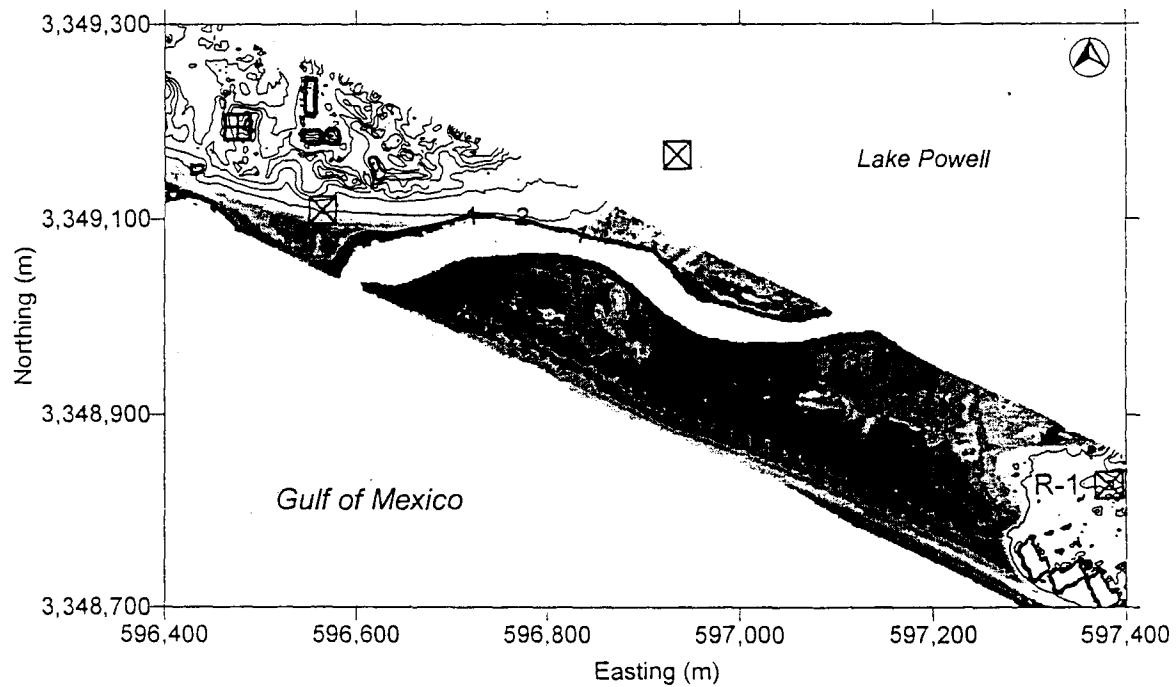 3,349,300
Lake Powell
3,349,100
1 2 1
Northing (m)
3,348,900
Gulf of Mexico
R-1
3,348,700
596,400 596,600 596,800 597,000 597,200 597,400
Easting (m)